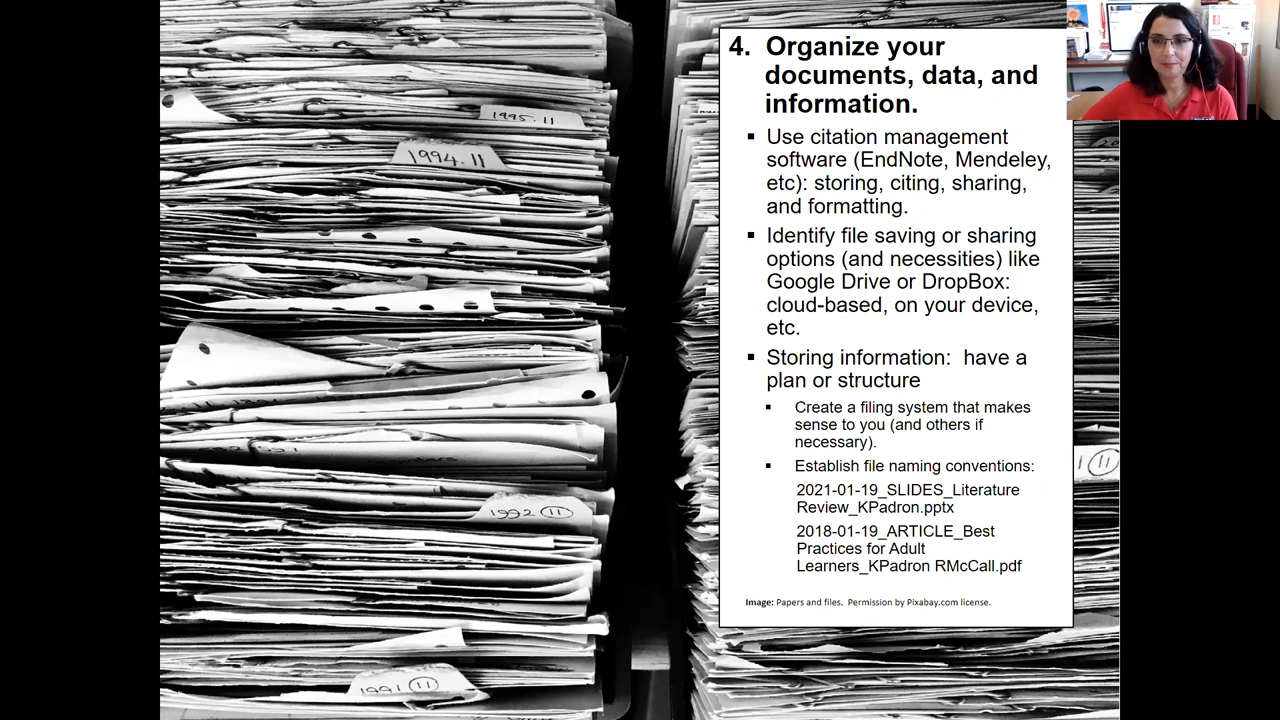 4. Organize your
documents, data, and
information.
▪ Use citation management
software (EndNote, Mendeley,
etc): storing, citing, sharing,
and formatting.
▪ Identify file saving or sharing
options (and necessities) like
Google Drive or DropBox:
cloud-based, on your device,
etc.
▪ Storing information:  have a
plan or structure
▪ Create a filing system that makes
sense to you (and others if
necessary).
▪ Establish file naming conventions:
2021-01-19_SLIDES_Literature
Review_KPadron.pptx
2018-01-19_ARTICLE_Best
Practices for Adult
Learners_KPadron RMcCall.pdf
Image: Papers and files.  Permission by Pixabay.com license.
1995.11
1994.11
1992 11
1991 11
1 11